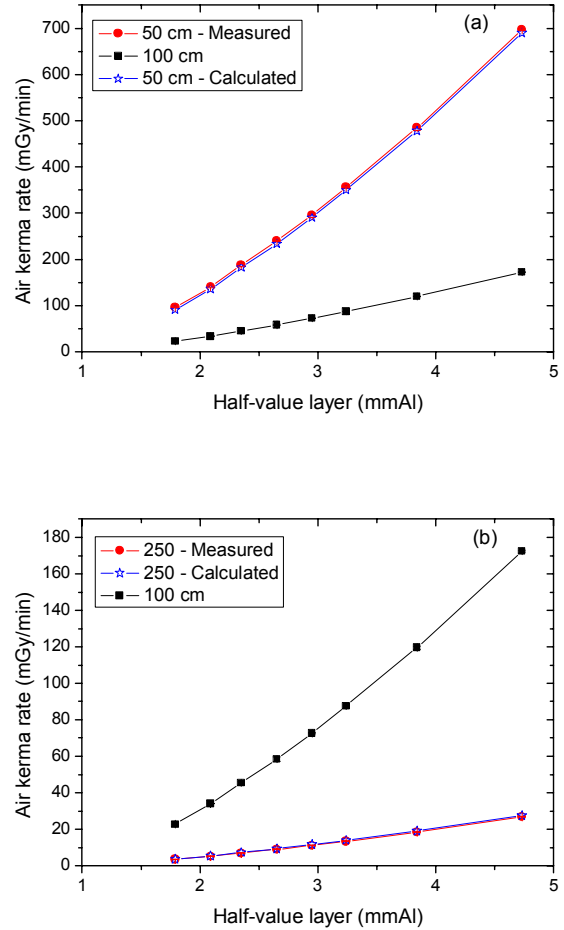 (a)
50 cm - Measured
100 cm
50 cm - Calculated
Air kerma rate (mGy/min)
700
600
500
400
300
200
100
0
1 2 3 4 5
Half-value layer (mmAl)
(b)
250 - Measured
250 - Calculated
100 cm
Air kerma rate (mGy/min)
180
160
140
120
100
80
60
40
20
0
1 2 3 4 5
Half-value layer (mmAl)